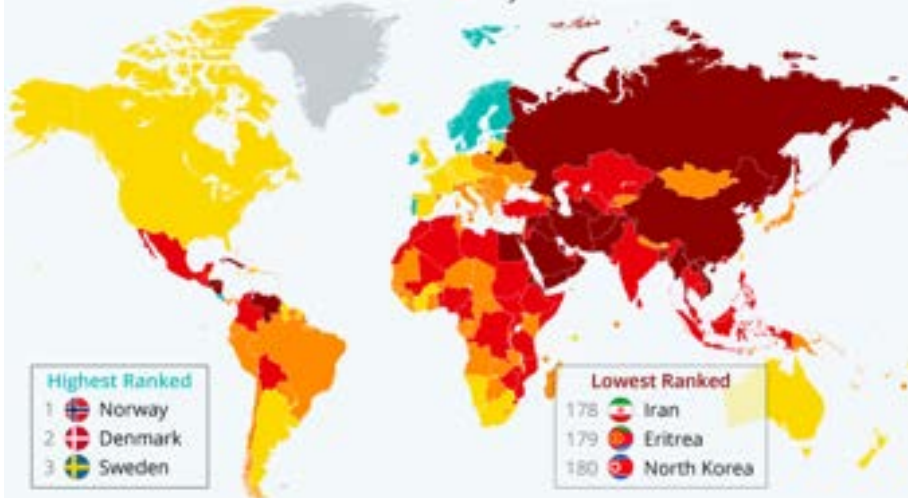 Highest Ranked
1 Norway
2 Denmark
3 Sweden
Lowest Ranked
178 Iran
179 Eritrea
180 North Korea